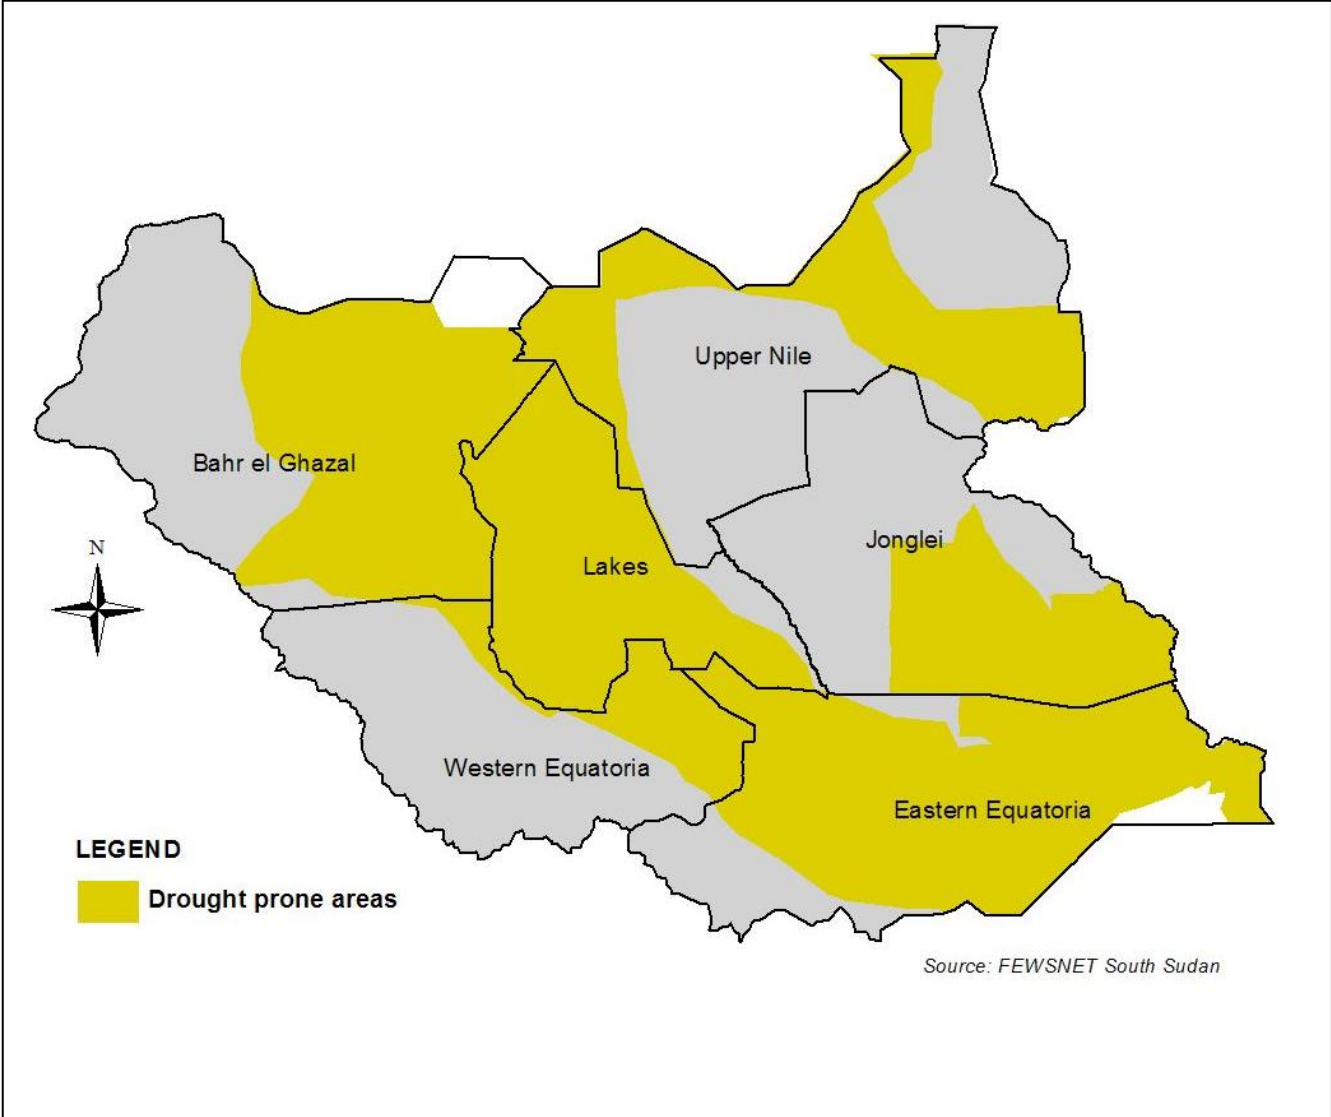 Upper Nile
Bahr el Ghazal
Jonglei
N
Lakes
Western Equatoria
Eastern Equatoria
LEGEND
Drought prone areas
Source: FEWSNET South Sudan